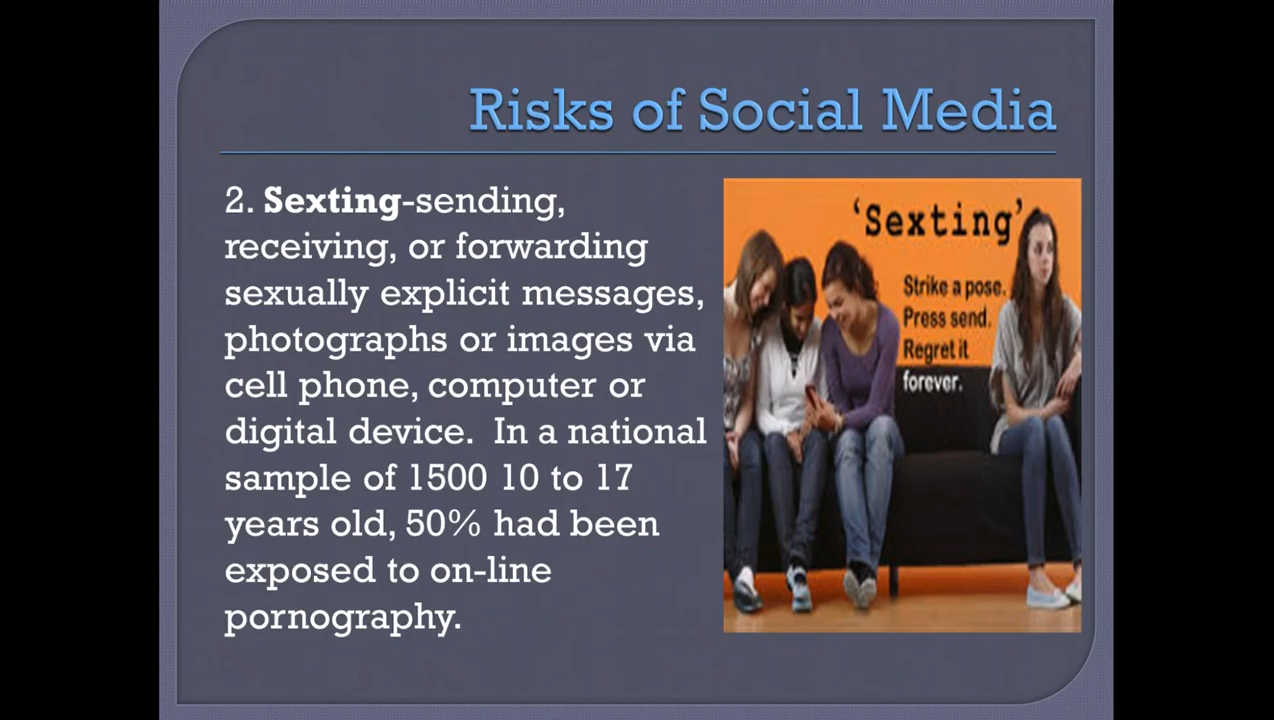 Risks of Social Media
2. Sexting-sending,
receiving, or forwarding
sexually explicit messages,
photographs or images via
cell phone, computer or
digital device.  In a national
sample of 1500 10 to 17
years old, 50% had been
exposed to on-line
pornography.
‘Sexting’
Strike a pose.
Press send.
Regret it
forever.